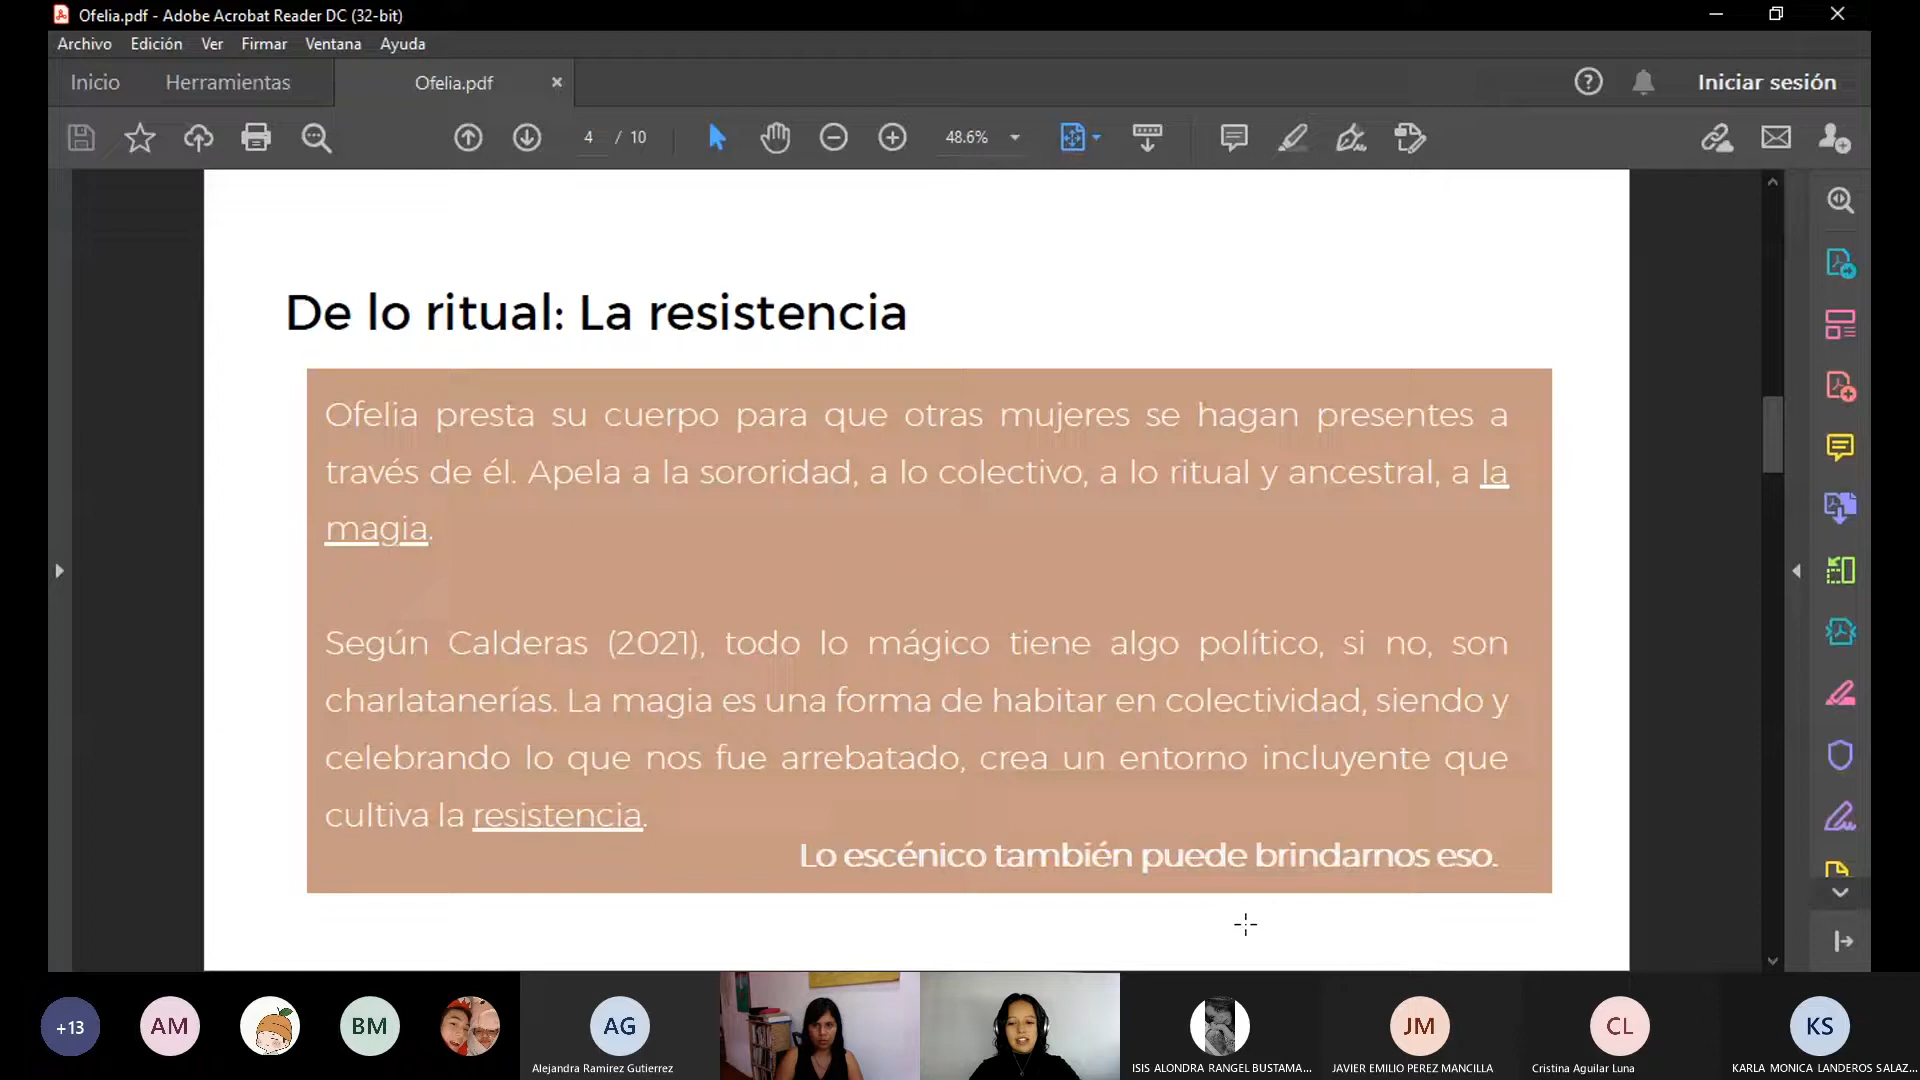 Ofelia.pdf - Adobe Acrobat Reader DC (32-bit)
Archivo Edición Ver Firmar Ventana Ayuda
Inicio Herramientas Ofelia.pdf Iniciar sesión
4 / 10 48.6%
De lo ritual: La resistencia
Ofelia presta su cuerpo para que otras mujeres se hagan presentes a
través de él. Apela a la sororidad, a lo colectivo, a lo ritual y ancestral, a la
magia.
Según Calderas (2021), todo lo mágico tiene algo político, si no, son
charlatanerías. La magia es una forma de habitar en colectividad, siendo y
celebrando lo que nos fue arrebatado, crea un entorno incluyente que
cultiva la resistencia.
Lo escénico también puede brindarnos eso.
+13 AM BM AG JM CL KS
Alejandra Ramirez Gutierrez ISIS ALONDRA RANGEL BUSTAMA... JAVIER EMILIO PEREZ MANCILLA Cristina Aguilar Luna KARLA MONICA LANDEROS SALAZ...